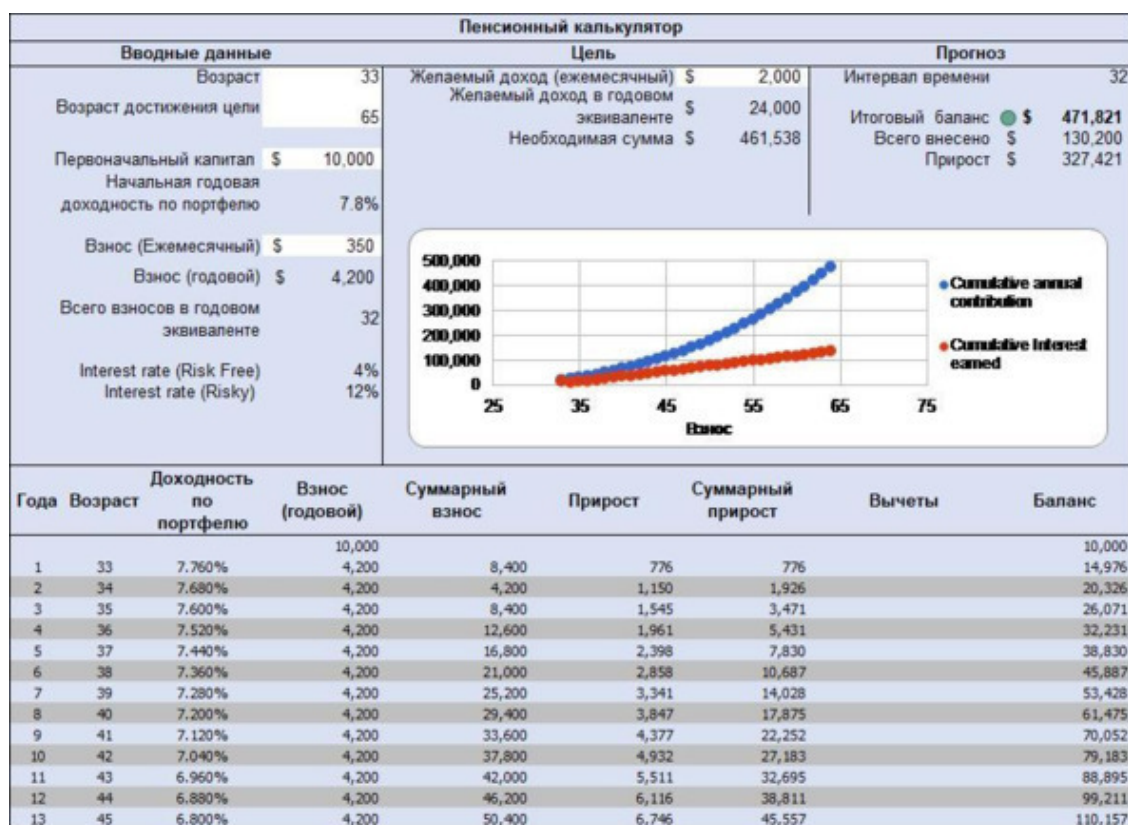 Пенсионный калькулятор
Вводные данные Цель Прогноз
Возраст 33 Желаемый доход (ежемесячный) $ 2,000 Интервал времени 32
Возраст достижения цели 65 Желаемый доход в годовом эквиваленте $ 24,000
Итоговый баланс $ 471,821
Необходимая сумма $ 461,538 Всего внесено $ 130,200
Первоначальный капитал $ 10,000 Прирост $ 327,421
Начальная годовая
доходность по портфелю 7.8%
Взнос (Ежемесячный) $ 350
Взнос (годовой) $ 4,200
Всего взносов в годовом
эквиваленте 32
Interest rate (Risk Free) 4%
Interest rate (Risky) 12%
500,000
400,000
300,000
200,000
100,000
0
25 35 45 55 65 75
Взнос
Cumulative annual
contribution
Cumulative Interest
earned
Года Возраст Доходность по портфелю Взнос (годовой) Суммарный взнос Прирост Суммарный прирост Вычеты Баланс
10,000 10,000
1 33 7.760% 4,200 8,400 776 776 14,976
2 34 7.680% 4,200 4,200 1,150 1,926 20,326
3 35 7.600% 4,200 8,400 1,545 3,471 26,071
4 36 7.520% 4,200 12,600 1,961 5,431 32,231
5 37 7.440% 4,200 16,800 2,398 7,830 38,830
6 38 7.360% 4,200 21,000 2,858 10,687 45,887
7 39 7.280% 4,200 25,200 3,341 14,028 53,428
8 40 7.200% 4,200 29,400 3,847 17,875 61,475
9 41 7.120% 4,200 33,600 4,377 22,252 70,052
10 42 7.040% 4,200 37,800 4,932 27,183 79,183
11 43 6.960% 4,200 42,000 5,511 32,695 88,895
12 44 6.880% 4,200 46,200 6,116 38,811 99,211
13 45 6.800% 4,200 50,400 6,746 45,557 110,157